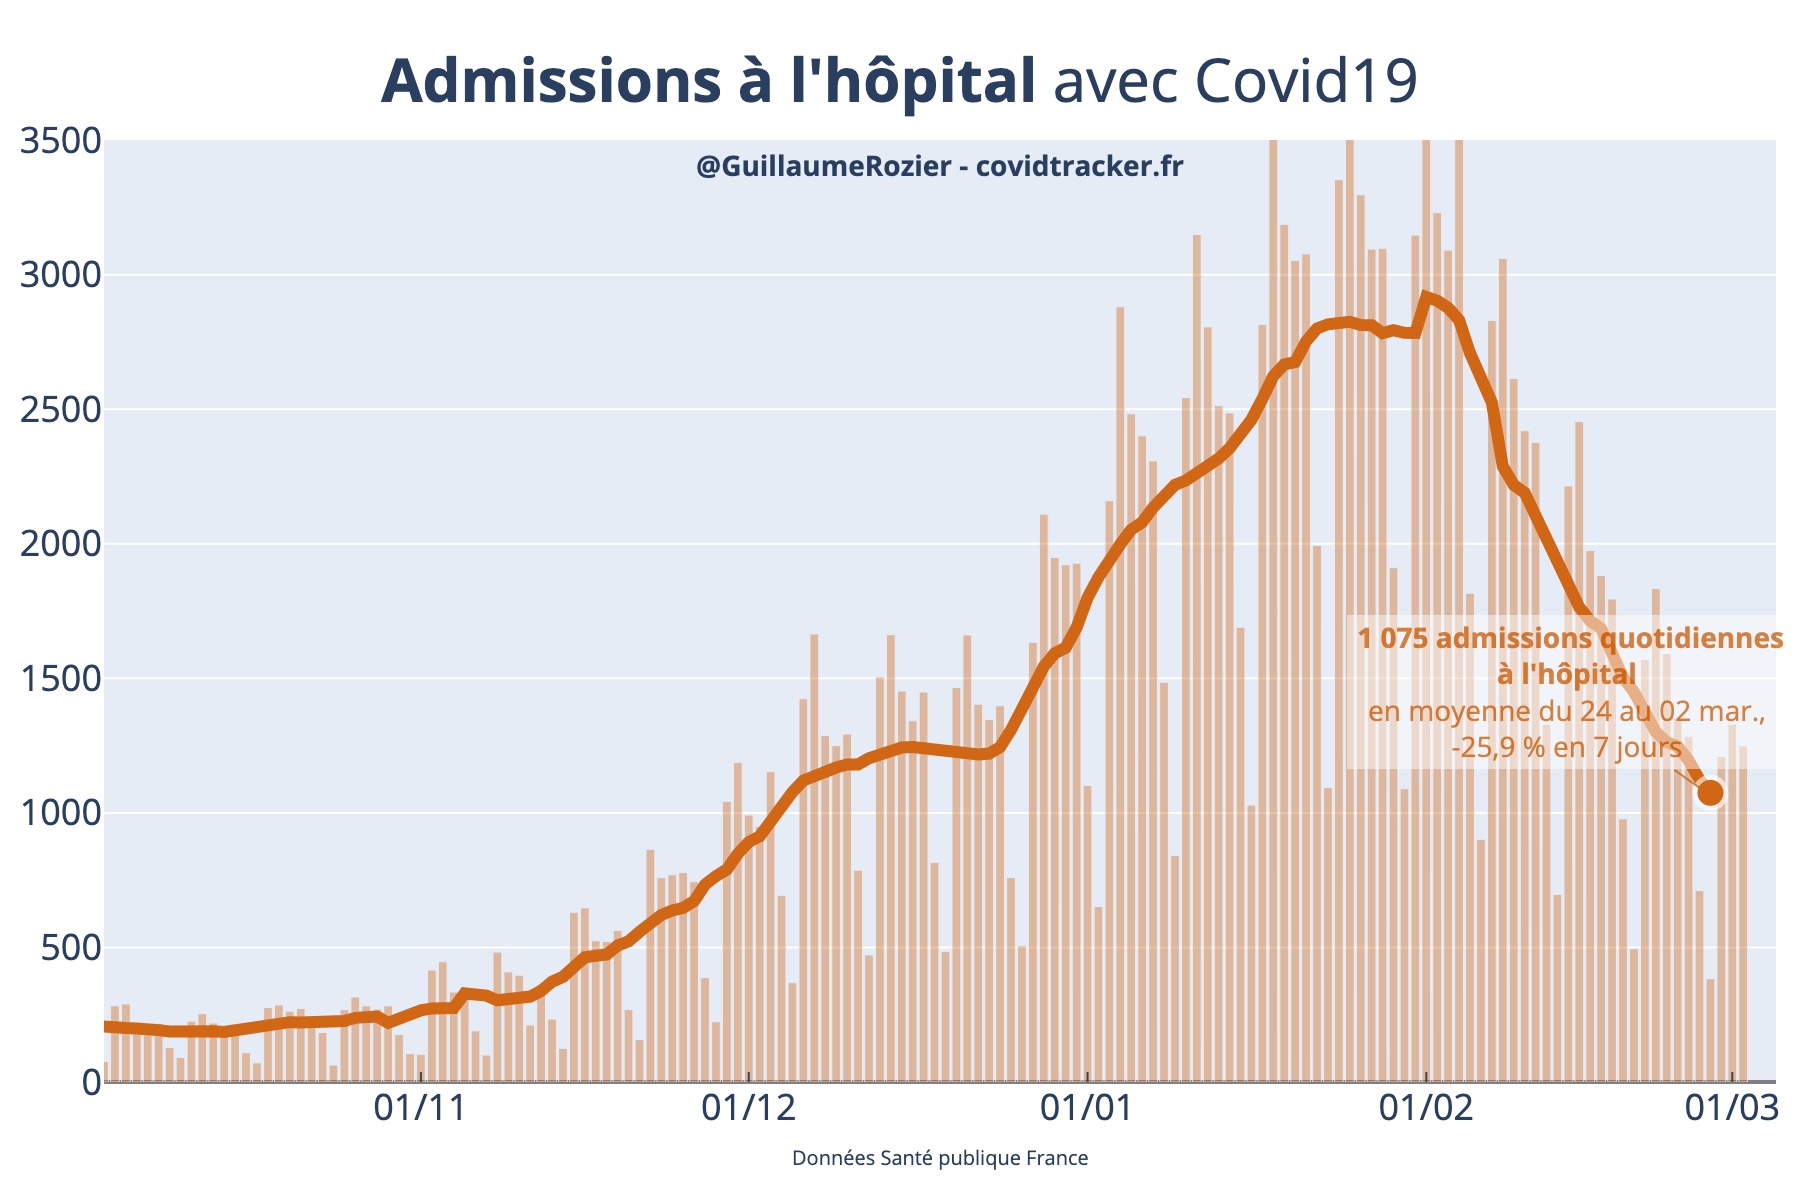 Admissions à l'hôpital avec Covid19
@GuillaumeRozier - covidtracker.fr
3500
3000
2500
2000
1500
1000
500
0
1 075 admissions quotidiennes
à l'hôpital
en moyenne du 24 au 02 mar.,
-25,9 % en 7 jours
01/11 01/12 01/01 01/02 01/03
Données Santé publique France